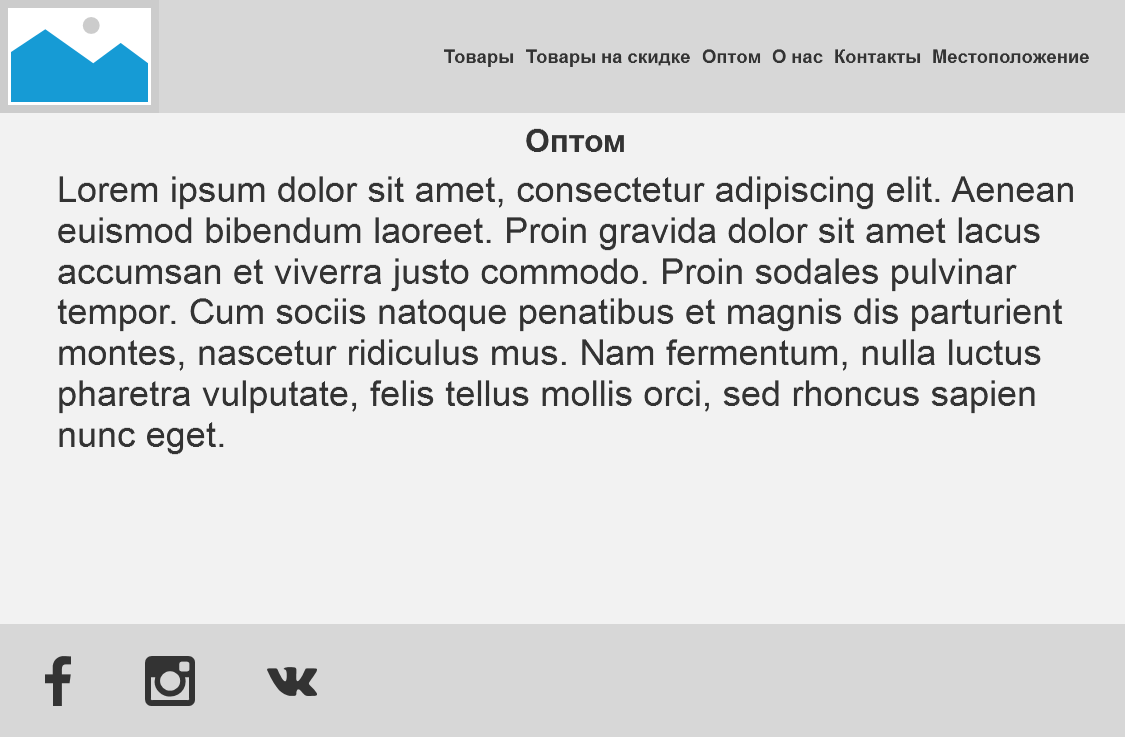 Товары Товары на скидке Оптом О нас Контакты Местоположение
Оптом
Lorem ipsum dolor sit amet, consectetur adipiscing elit. Aenean
euismod bibendum laoreet. Proin gravida dolor sit amet lacus
accumsan et viverra justo commodo. Proin sodales pulvinar
tempor. Cum sociis natoque penatibus et magnis dis parturient
montes, nascetur ridiculus mus. Nam fermentum, nulla luctus
pharetra vulputate, felis tellus mollis orci, sed rhoncus sapien
nunc eget.